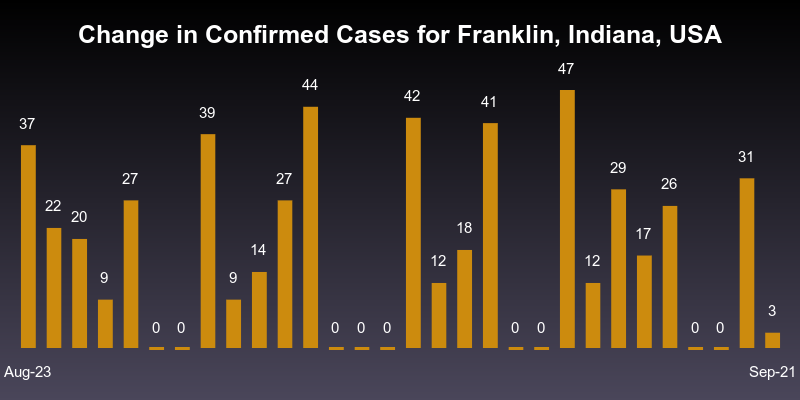 Change in Confirmed Cases for Franklin, Indiana, USA
37 22 20 9 27 0 0 39 9 14 27 44 0 0 0 42 12 18 41 0 0 47 12 29 17 26 0 0 31 3
Aug-23 Sep-21